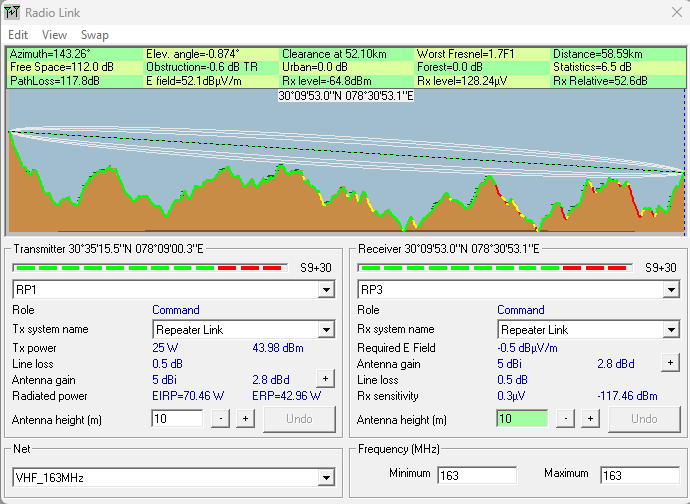 Radio Link
Edit View Swap
Azimuth=143.26° Elev. angle=-0.874° Clearance at 52.10km Worst Fresnel=1.7F1 Distance=58.59km
Free Space=112.0 dB Obstruction=-0.6 dB TR Urban=0.0 dB Forest=0.0 dB Statistics=6.5 dB
PathLoss=117.8dB E field=52.1dBµV/m Rx level=-64.8dBm Rx level=128.24µV Rx Relative=52.6dB
30°09'53.0"N 078°30'53.1"E
Transmitter 30°35'15.5"N 078°09'00.3"E
S9+30
RP1
Role Command
Tx system name Repeater Link
Tx power 25 W 43.98 dBm
Line loss 0.5 dB
Antenna gain 5 dBi 2.8 dBd +
Radiated power EIRP=70.46 W ERP=42.96 W
Antenna height (m) 10 - + Undo
Net
VHF_163MHz
Receiver 30°09'53.0"N 078°30'53.1"E
S9+30
RP3
Role Command
Rx system name Repeater Link
Required E Field -0.5 dBµV/m
Antenna gain 5 dBi 2.8 dBd +
Line loss 0.5 dB
Rx sensitivity 0.3µV -117.46 dBm
Antenna height (m) 10 - + Undo
Frequency (MHz)
Minimum 163 Maximum 163